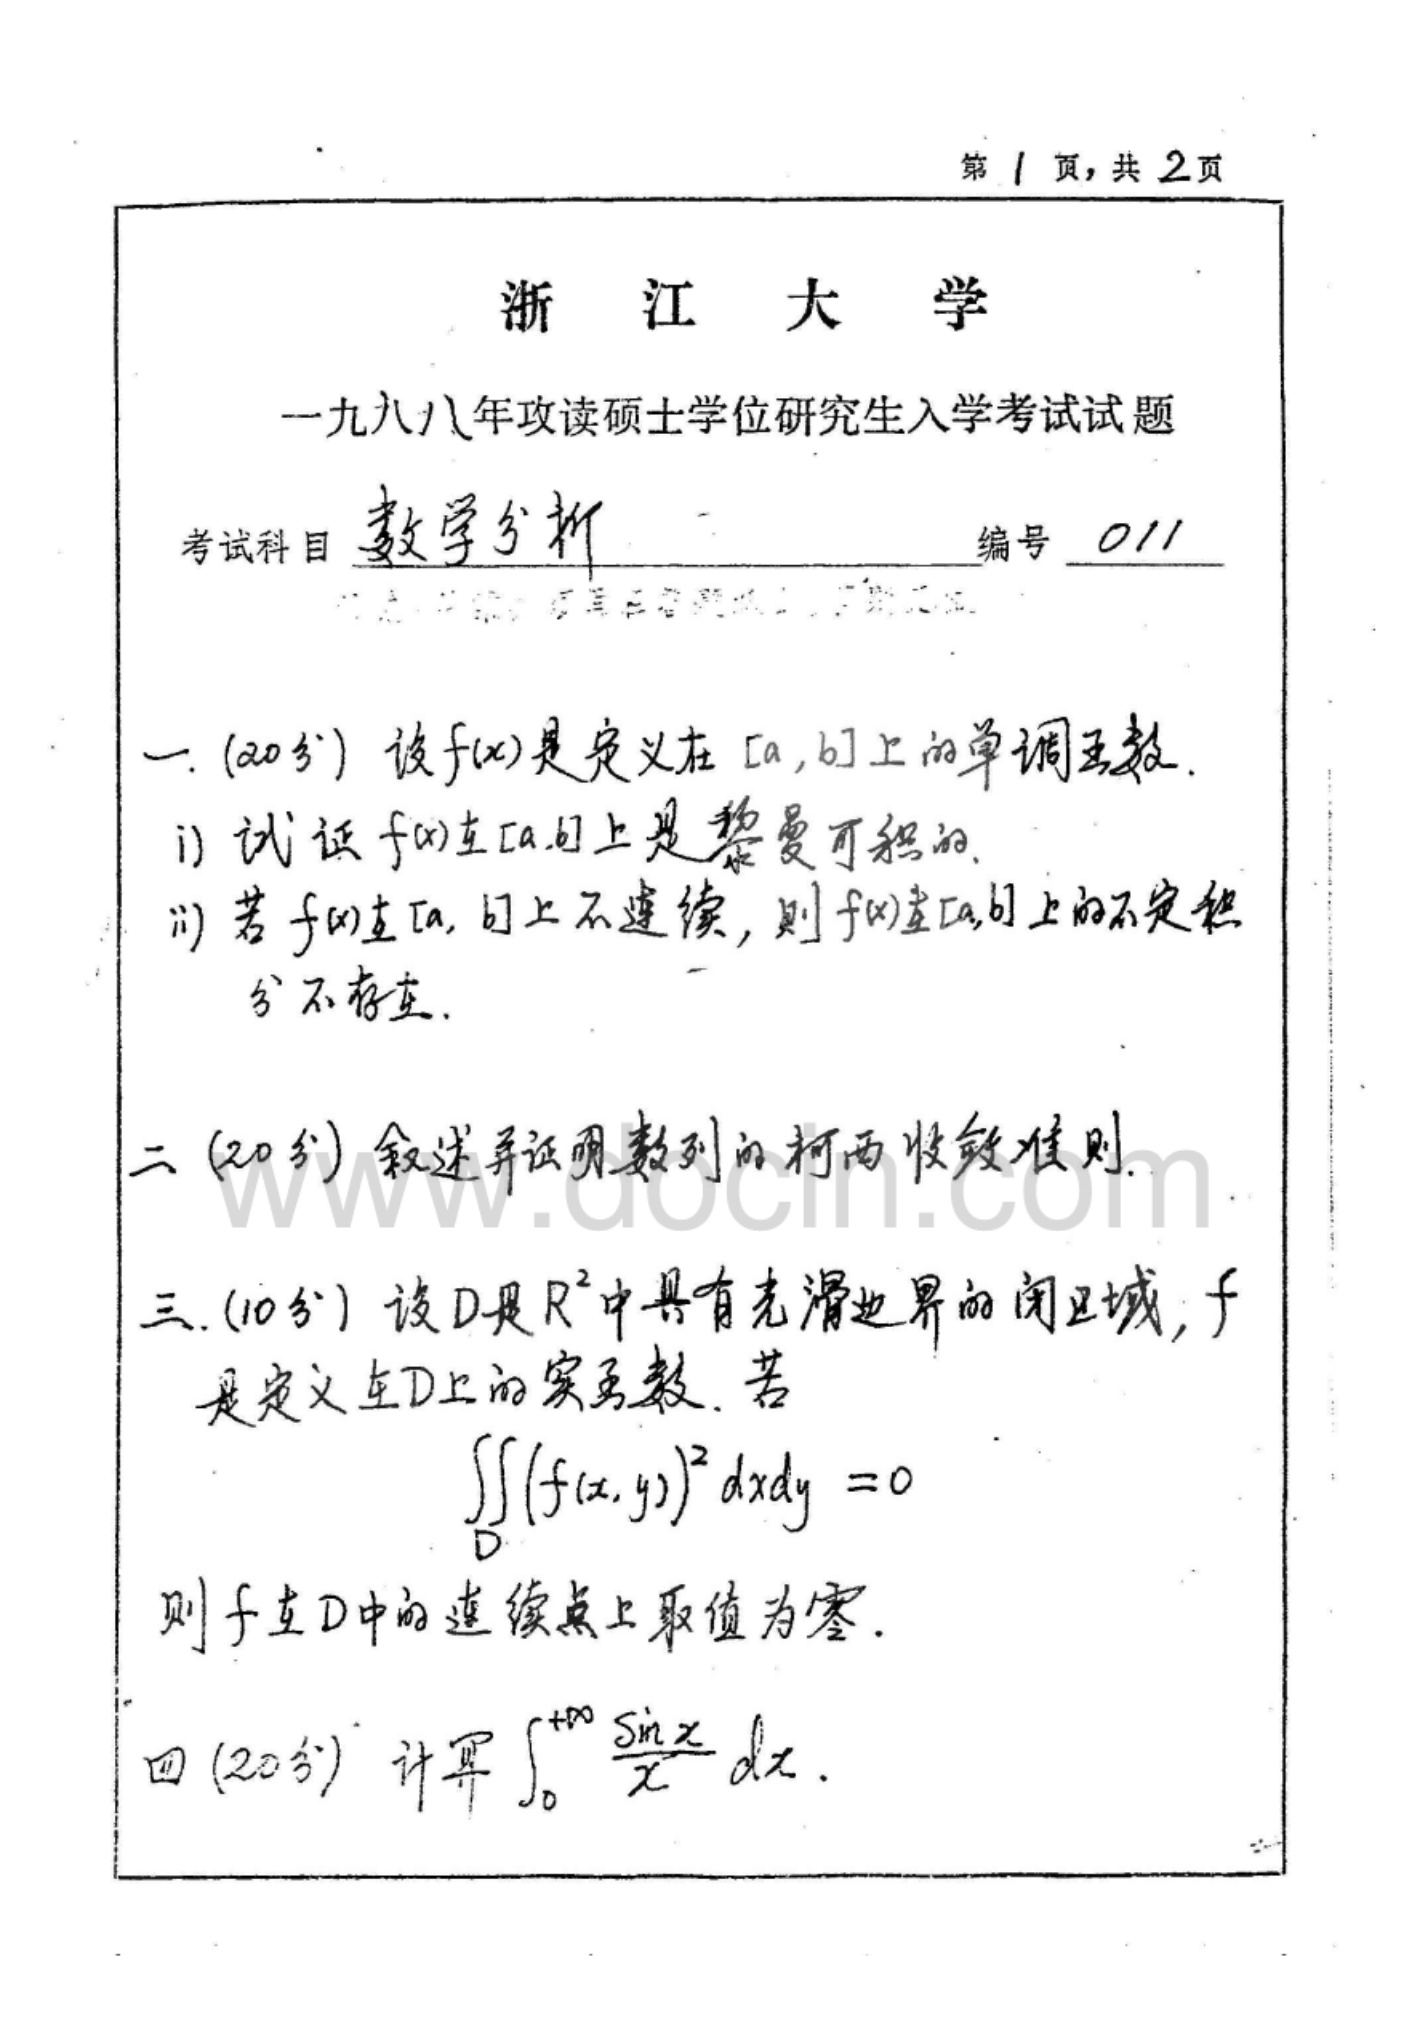 第 1 页，共 2 页
浙江大学
一九八八年攻读硕士学位研究生入学考试试题
考试科目 数学分析 编号 011
一. (20分) 设f(x)是定义在[a,b]上的单调函数.
i) 试证 f(x)在[a,b]上是黎曼可积的.
ii) 若 f(x)在[a,b]上不连续，则f(x)在[a,b]上的不定积
分不存在.
二 (20分) 叙述并证明数列的柯西收敛准则.
www.docin.com
三. (10分) 设D是R²中具有光滑边界的闭区域，f
是定义在D上的实函数. 若
∬_D (f(x,y))² dxdy = 0
则f在D中的连续点上取值为零.
四 (20分) 计算 ∫₀^{+∞} \frac{sin x}{x} dx.